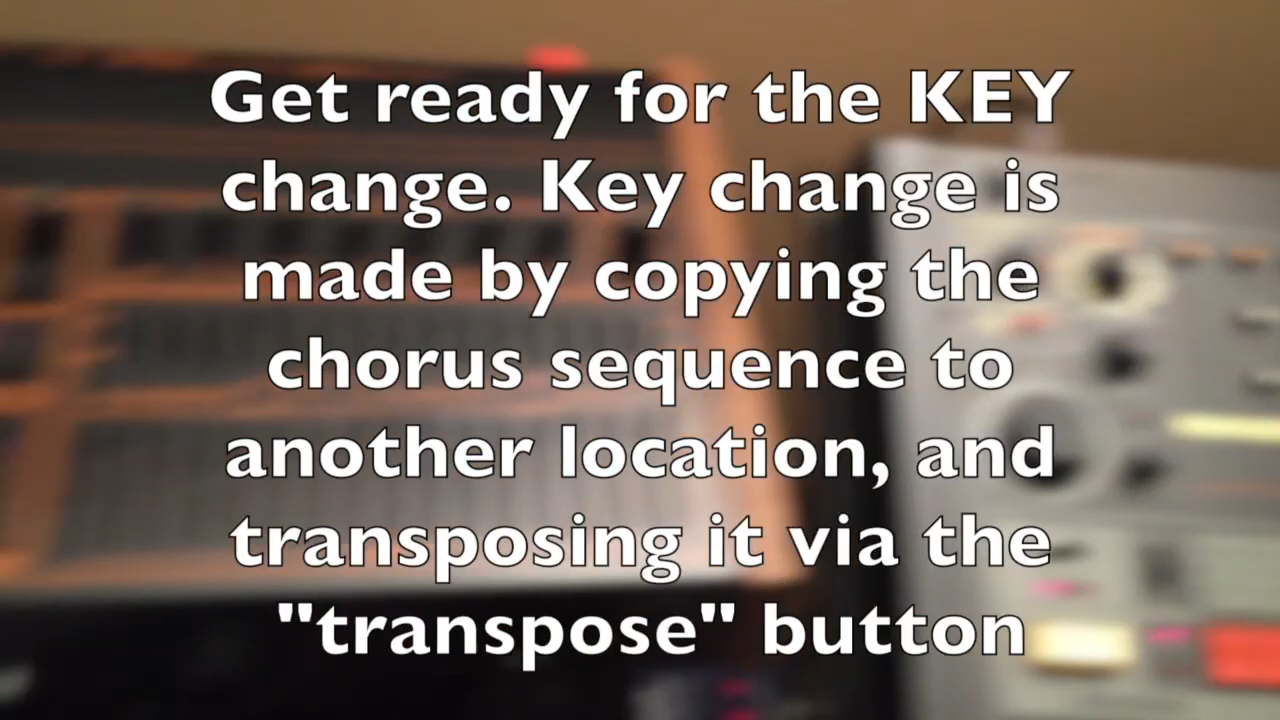 Get ready for the KEY
change. Key change is
made by copying the
chorus sequence to
another location, and
transposing it via the
"transpose" button